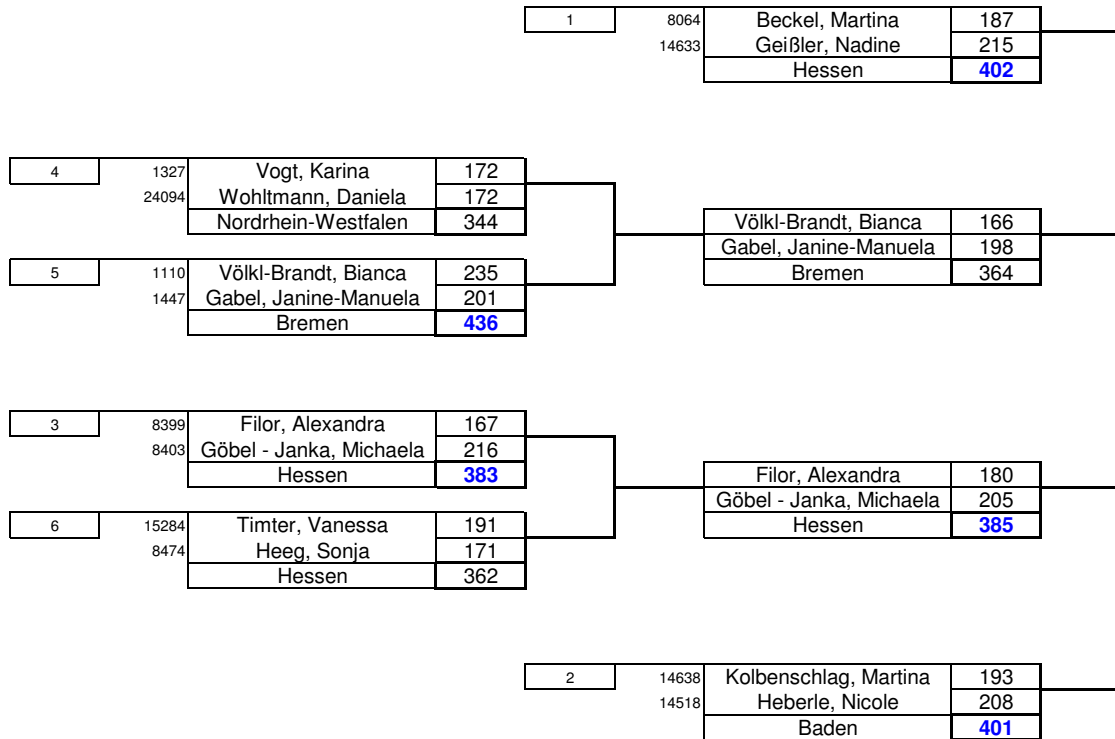 1 8064 Beckel, Martina 187
14633 Geißler, Nadine 215
Hessen 402
4 1327 Vogt, Karina 172
24094 Wohltmann, Daniela 172
Nordrhein-Westfalen 344
Völkl-Brandt, Bianca 166
Gabel, Janine-Manuela 198
Bremen 364
5 1110 Völkl-Brandt, Bianca 235
1447 Gabel, Janine-Manuela 201
Bremen 436
3 8399 Filor, Alexandra 167
8403 Göbel - Janka, Michaela 216
Hessen 383
Filor, Alexandra 180
Göbel - Janka, Michaela 205
Hessen 385
6 15284 Timter, Vanessa 191
8474 Heeg, Sonja 171
Hessen 362
2 14638 Kolbenschlag, Martina 193
14518 Heberle, Nicole 208
Baden 401